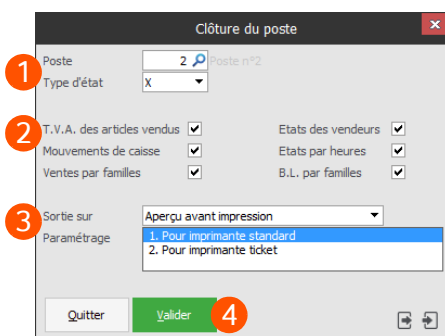 Clôture du poste
1
Poste 2 Poste n°2
Type d'état X
2
T.V.A. des articles vendus Etats des vendeurs
Mouvements de caisse Etats par heures
Ventes par familles B.L. par familles
3
Sortie sur Aperçu avant impression
Paramétrage 1. Pour imprimante standard
2. Pour imprimante ticket
Quitter Valider 4